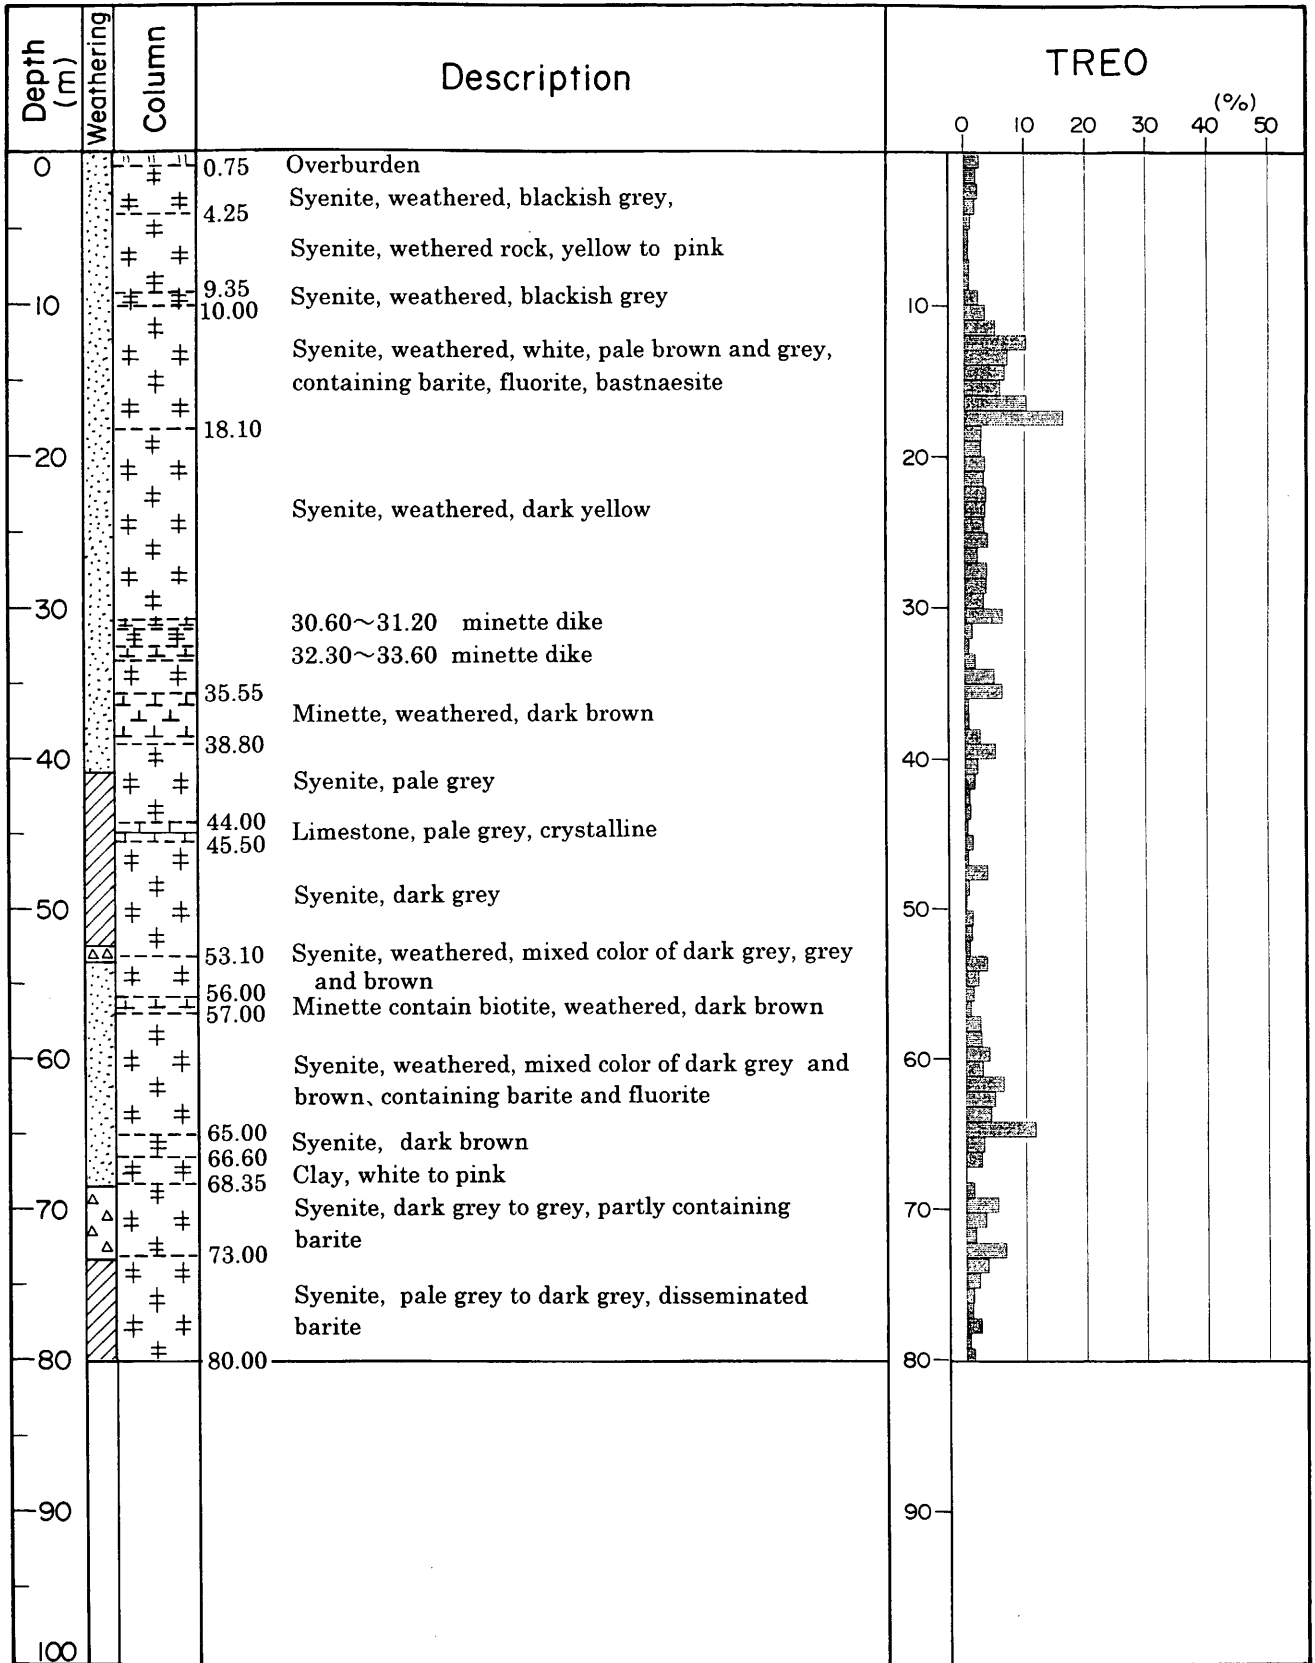 Depth
(m)
Weathering
Column
Description
TREO
(%)
0 10 20 30 40 50
0
10
20
30
40
50
60
70
80
90
100
0.75 Overburden
Syenite, weathered, blackish grey,
4.25
Syenite, wethered rock, yellow to pink
9.35
Syenite, weathered, blackish grey
10.00
Syenite, weathered, white, pale brown and grey,
containing barite, fluorite, bastnaesite
18.10
Syenite, weathered, dark yellow
30.60~31.20 minette dike
32.30~33.60 minette dike
35.55
Minette, weathered, dark brown
38.80
Syenite, pale grey
44.00
Limestone, pale grey, crystalline
45.50
Syenite, dark grey
53.10 Syenite, weathered, mixed color of dark grey, grey
and brown
56.00
Minette contain biotite, weathered, dark brown
57.00
Syenite, weathered, mixed color of dark grey and
brown、containing barite and fluorite
65.00
Syenite, dark brown
66.60
Clay, white to pink
68.35
Syenite, dark grey to grey, partly containing
barite
73.00
Syenite, pale grey to dark grey, disseminated
barite
80.00
10
20
30
40
50
60
70
80
90